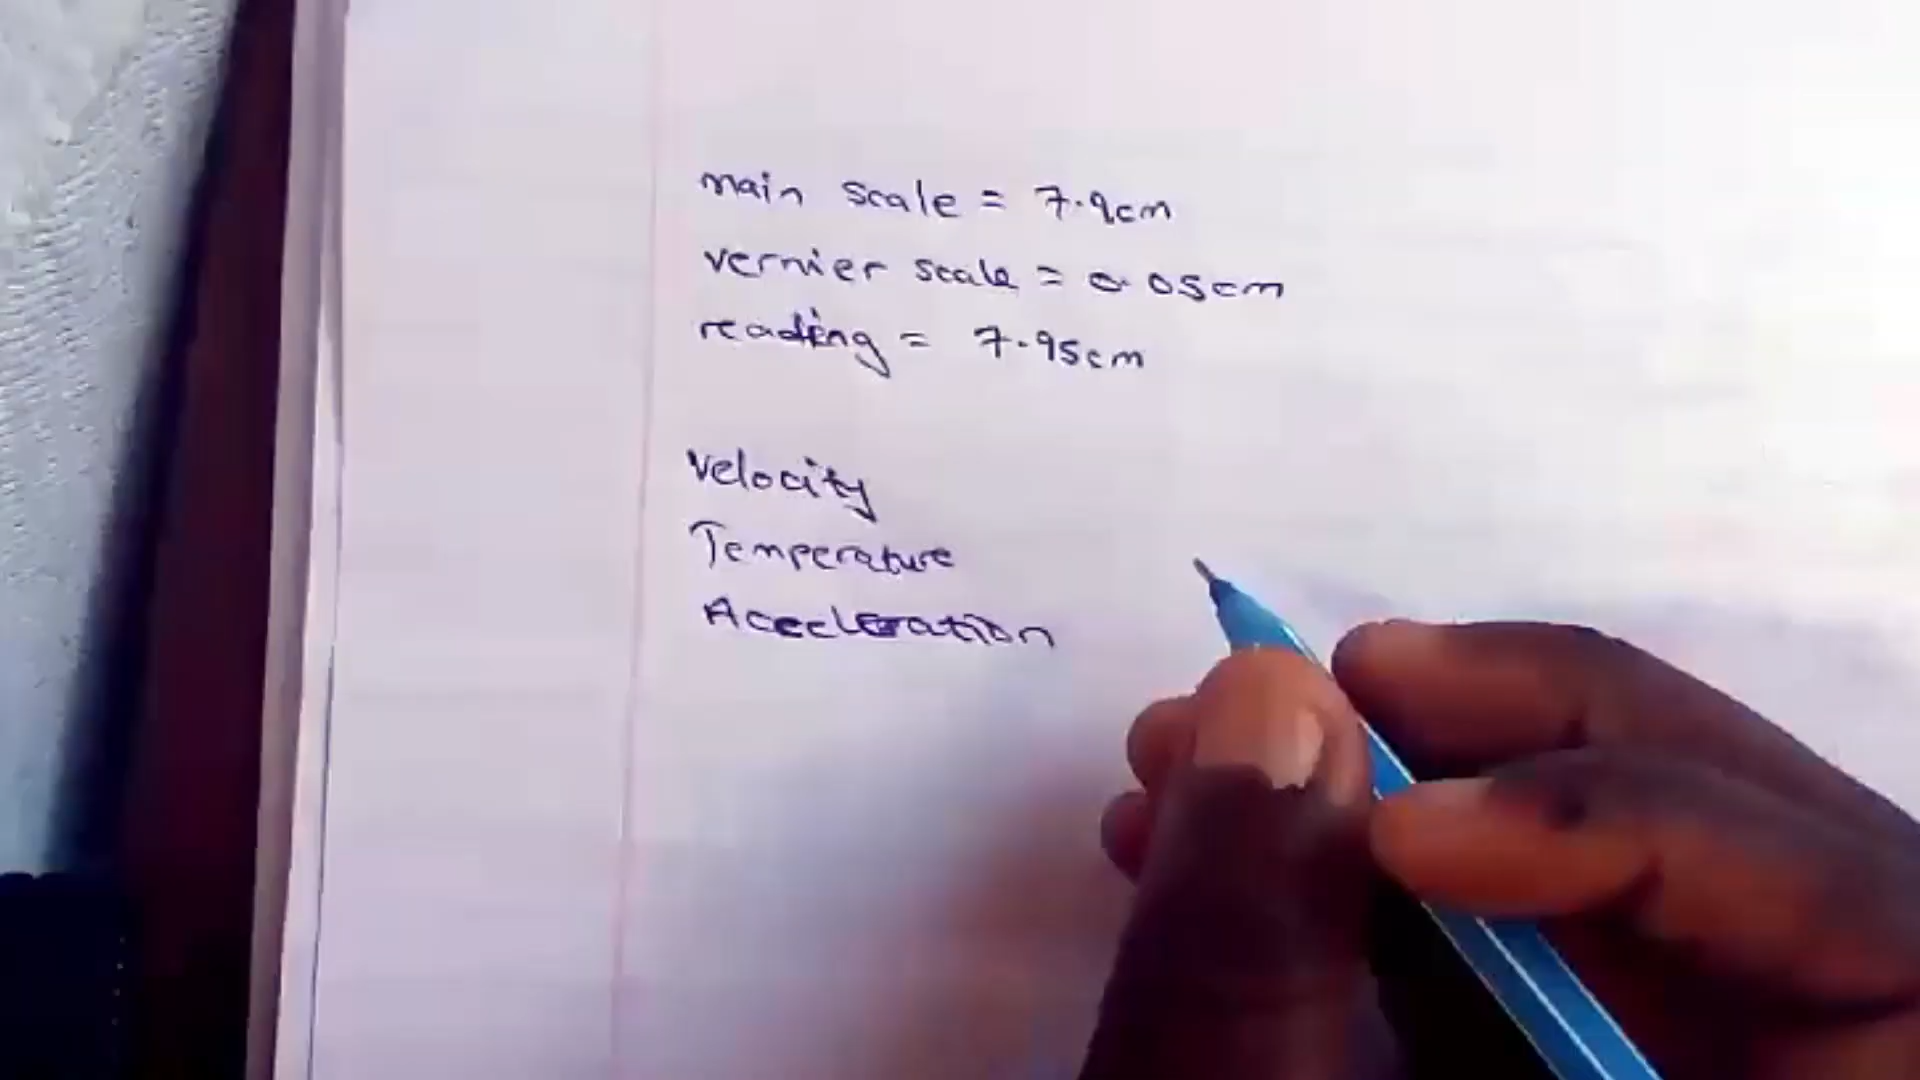 main scale = 7.9cm
vernier scale = 0.05cm
reading = 7.95cm
Velocity
Temperature
Acceleration